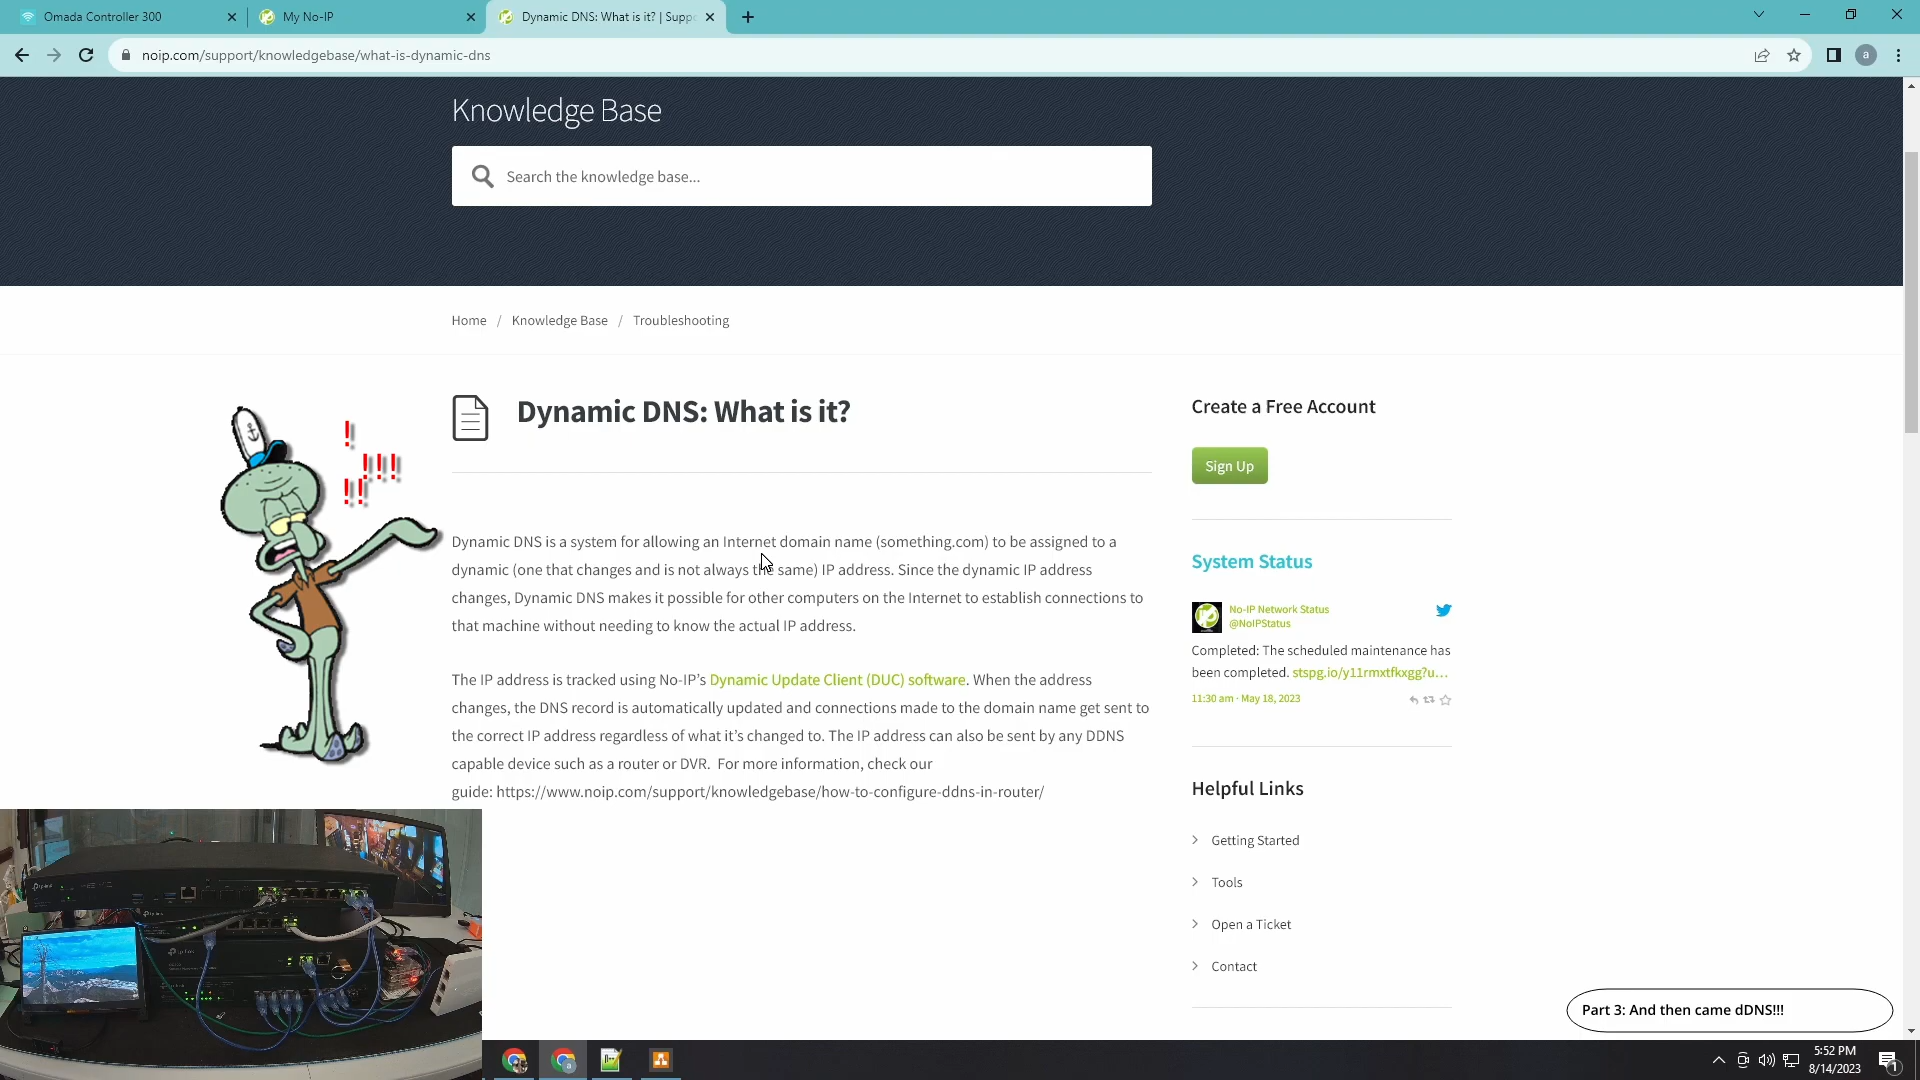 Omada Controller 300
My No-IP
Dynamic DNS: What is it? | Suppo
noip.com/support/knowledgebase/what-is-dynamic-dns
a
Knowledge Base
Search the knowledge base...
Home / Knowledge Base / Troubleshooting
Dynamic DNS: What is it?
!
!!!
!!
Dynamic DNS is a system for allowing an Internet domain name (something.com) to be assigned to a
dynamic (one that changes and is not always the same) IP address. Since the dynamic IP address
changes, Dynamic DNS makes it possible for other computers on the Internet to establish connections to
that machine without needing to know the actual IP address.
The IP address is tracked using No-IP’s Dynamic Update Client (DUC) software. When the address
changes, the DNS record is automatically updated and connections made to the domain name get sent to
the correct IP address regardless of what it’s changed to. The IP address can also be sent by any DDNS
capable device such as a router or DVR. For more information, check our
guide: https://www.noip.com/support/knowledgebase/how-to-configure-ddns-in-router/
Create a Free Account
Sign Up
System Status
No-IP Network Status
@NoIPStatus
Completed: The scheduled maintenance has
been completed. stspg.io/y11rmxtfkxgg?u...
11:30 am · May 18, 2023
Helpful Links
Getting Started
Tools
Open a Ticket
Contact
Part 3: And then came dDNS!!!
tp-link
tp-link
tp-link
a
5:52 PM
8/14/2023
1